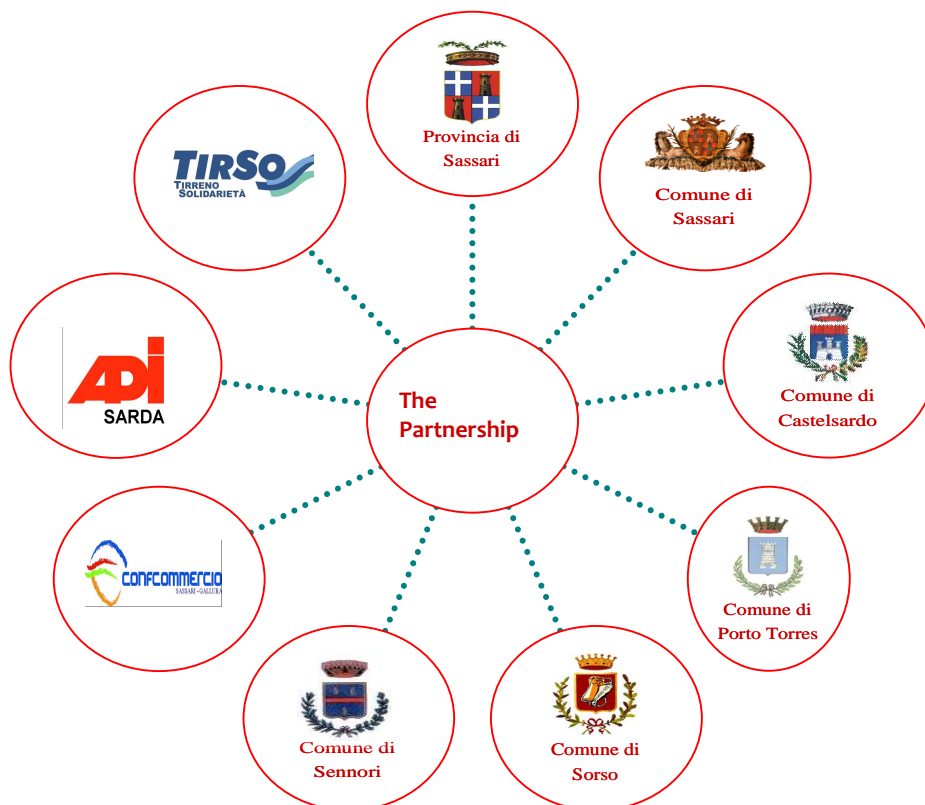 Provincia di
Sassari
Comune di
Sassari
TIRSO
TIRRENO
SOLIDARIETÀ
Comune di
Castelsardo
ADI
SARDA
The
Partnership
CONFCOMMERCIO
SASSARI - GALLURA
Comune di
Porto Torres
Comune di
Sennori
Comune di
Sorso